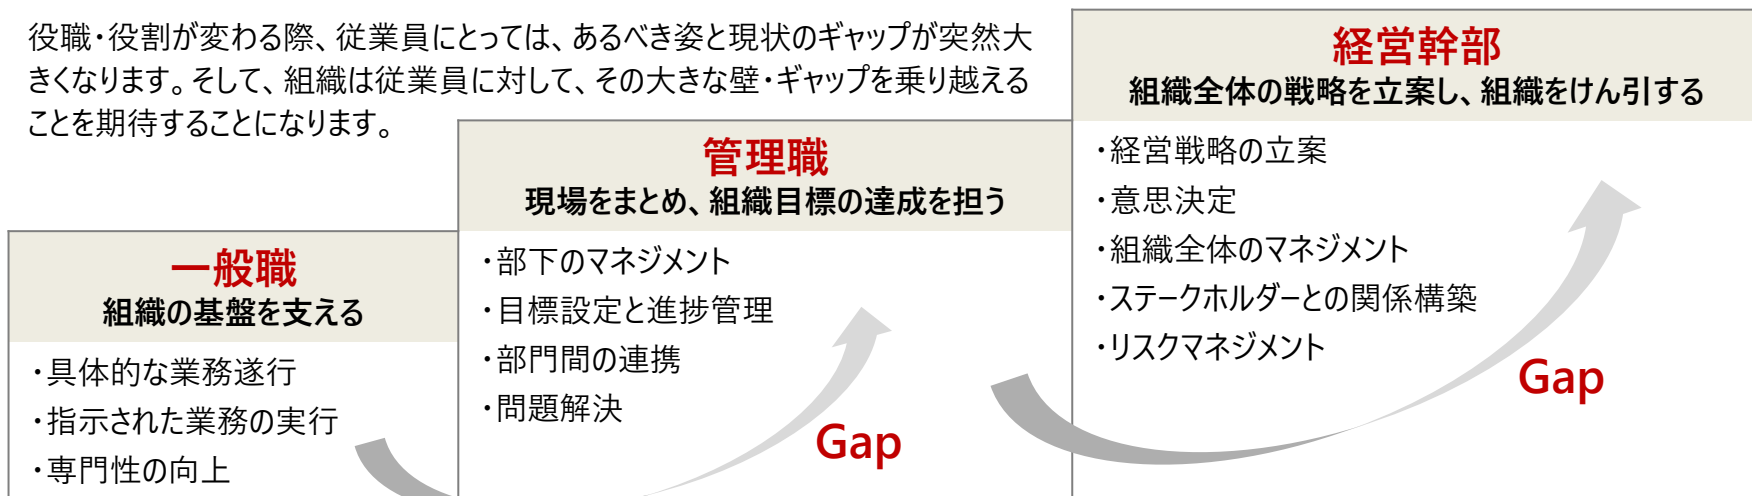 役職・役割が変わる際、従業員にとっては、あるべき姿と現状のギャップが突然大
きくなります。そして、組織は従業員に対して、その大きな壁・ギャップを乗り越える
ことを期待することになります。
一般職
組織の基盤を支える
・具体的な業務遂行
・指示された業務の実行
・専門性の向上
管理職
現場をまとめ、組織目標の達成を担う
・部下のマネジメント
・目標設定と進捗管理
・部門間の連携
・問題解決
Gap
経営幹部
組織全体の戦略を立案し、組織をけん引する
・経営戦略の立案
・意思決定
・組織全体のマネジメント
・ステークホルダーとの関係構築
・リスクマネジメント
Gap